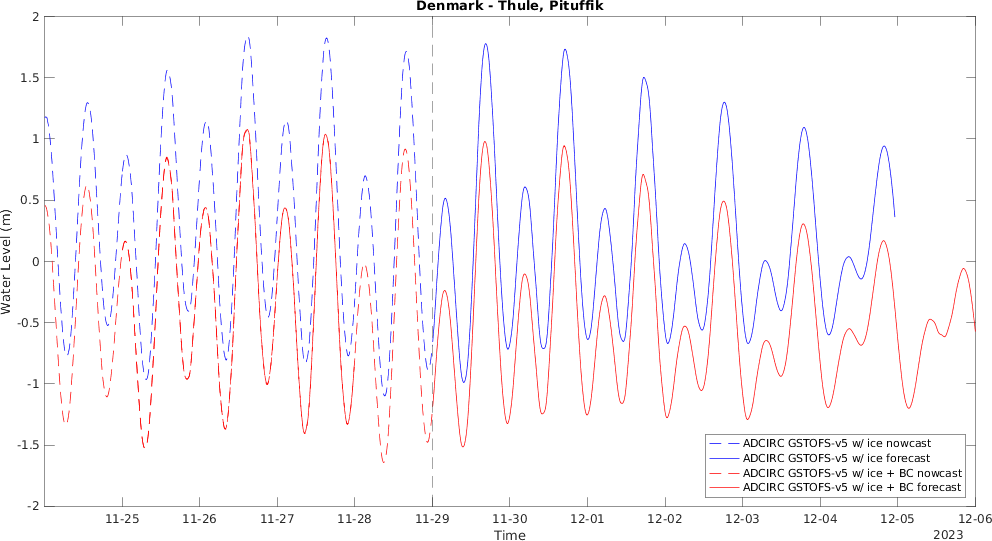 Denmark - Thule, Pituffik
2
1.5
1
0.5
0
-0.5
-1
-1.5
-2
Water Level (m)
11-25 11-26 11-27 11-28 11-29 11-30 12-01 12-02 12-03 12-04 12-05 12-06
Time
2023
ADCIRC GSTOFS-v5 w/ ice nowcast
ADCIRC GSTOFS-v5 w/ ice forecast
ADCIRC GSTOFS-v5 w/ ice + BC nowcast
ADCIRC GSTOFS-v5 w/ ice + BC forecast